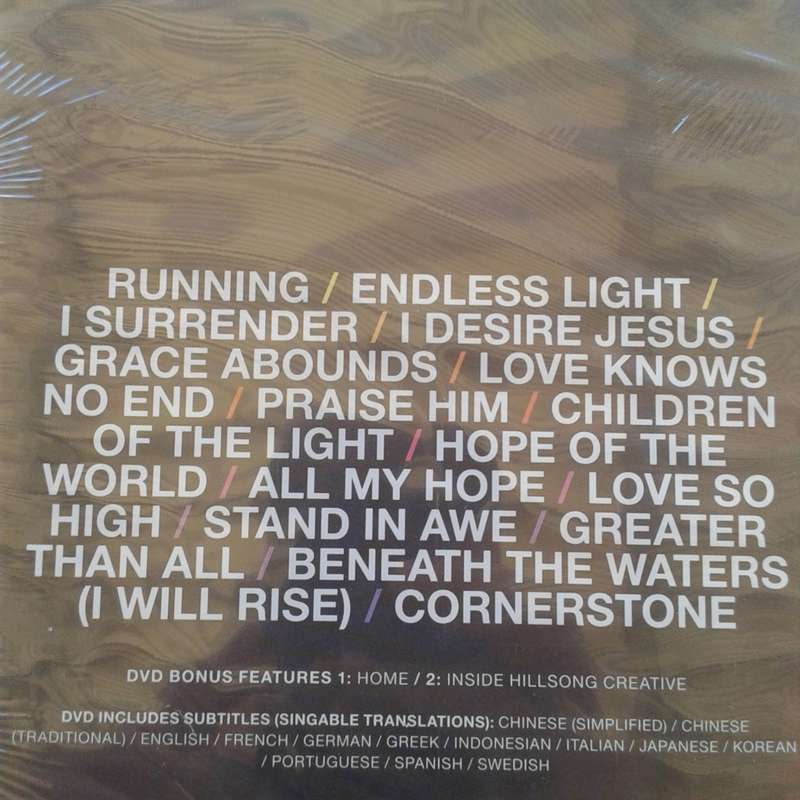 RUNNING / ENDLESS LIGHT /
I SURRENDER / I DESIRE JESUS /
GRACE ABOUNDS / LOVE KNOWS
NO END / PRAISE HIM / CHILDREN
OF THE LIGHT / HOPE OF THE
WORLD / ALL MY HOPE / LOVE SO
HIGH / STAND IN AWE / GREATER
THAN ALL / BENEATH THE WATERS
(I WILL RISE) / CORNERSTONE
DVD BONUS FEATURES 1: HOME / 2: INSIDE HILLSONG CREATIVE
DVD INCLUDES SUBTITLES (SINGABLE TRANSLATIONS): CHINESE (SIMPLIFIED) / CHINESE
(TRADITIONAL) / ENGLISH / FRENCH / GERMAN / GREEK / INDONESIAN / ITALIAN / JAPANESE / KOREAN
/ PORTUGUESE / SPANISH / SWEDISH